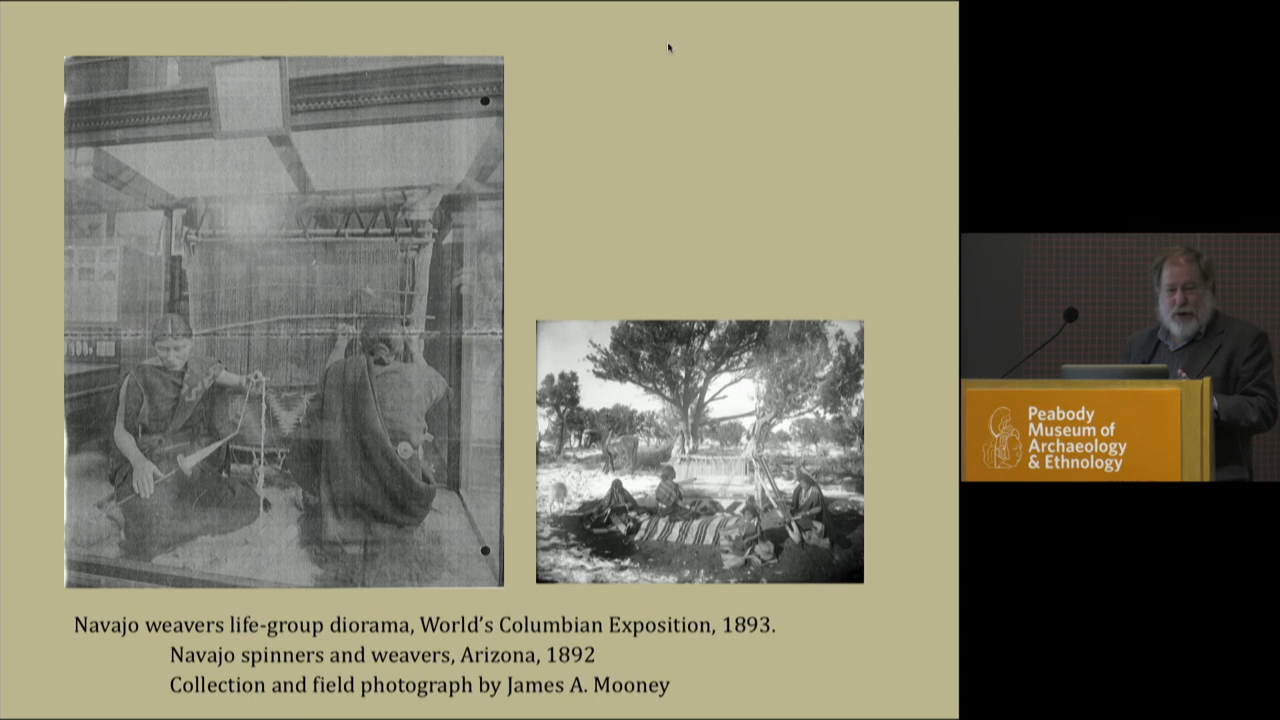 Navajo weavers life-group diorama, World's Columbian Exposition, 1893.
Navajo spinners and weavers, Arizona, 1892
Collection and field photograph by James A. Mooney
Peabody
Museum of
Archaeology
& Ethnology